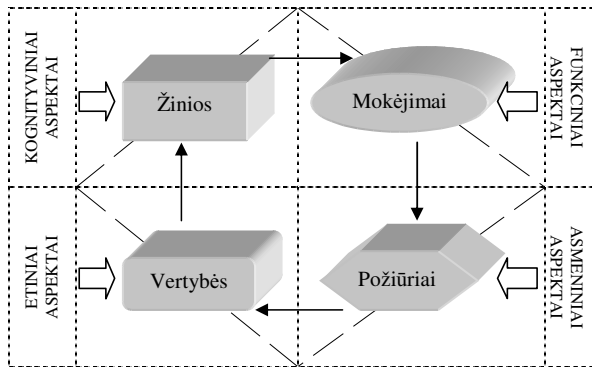 KOGNITYVINIAI
ASPEKTAI
Žinios
Mokėjimai
FUNKCINIAI
ASPEKTAI
ETINIAI
ASPEKTAI
Vertybės
Požiūriai
ASMENINIAI
ASPEKTAI